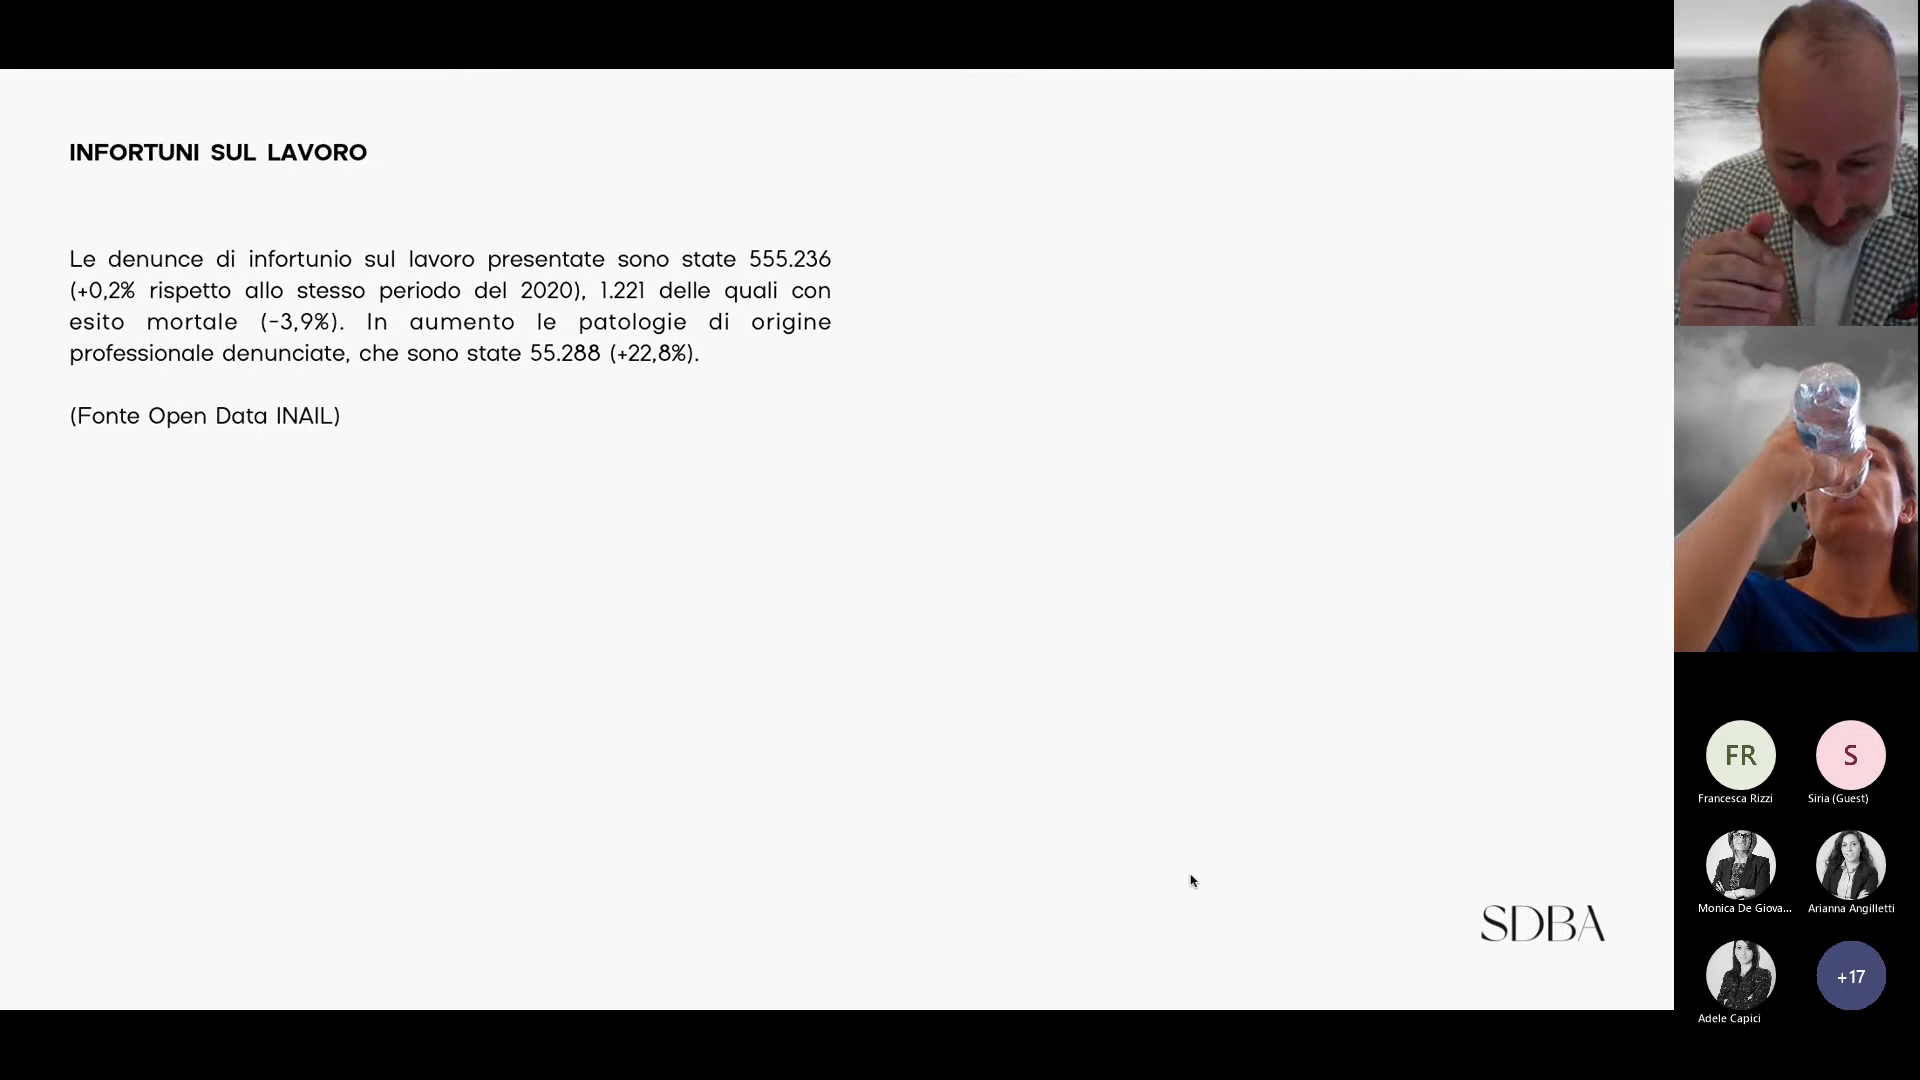 INFORTUNI SUL LAVORO
Le denunce di infortunio sul lavoro presentate sono state 555.236
(+0,2% rispetto allo stesso periodo del 2020), 1.221 delle quali con
esito mortale (-3,9%). In aumento le patologie di origine
professionale denunciate, che sono state 55.288 (+22,8%).
(Fonte Open Data INAIL)
SDBA
FR
S
Francesca Rizzi
Siria (Guest)
Monica De Giova...
Arianna Angilletti
+17
Adele Capici